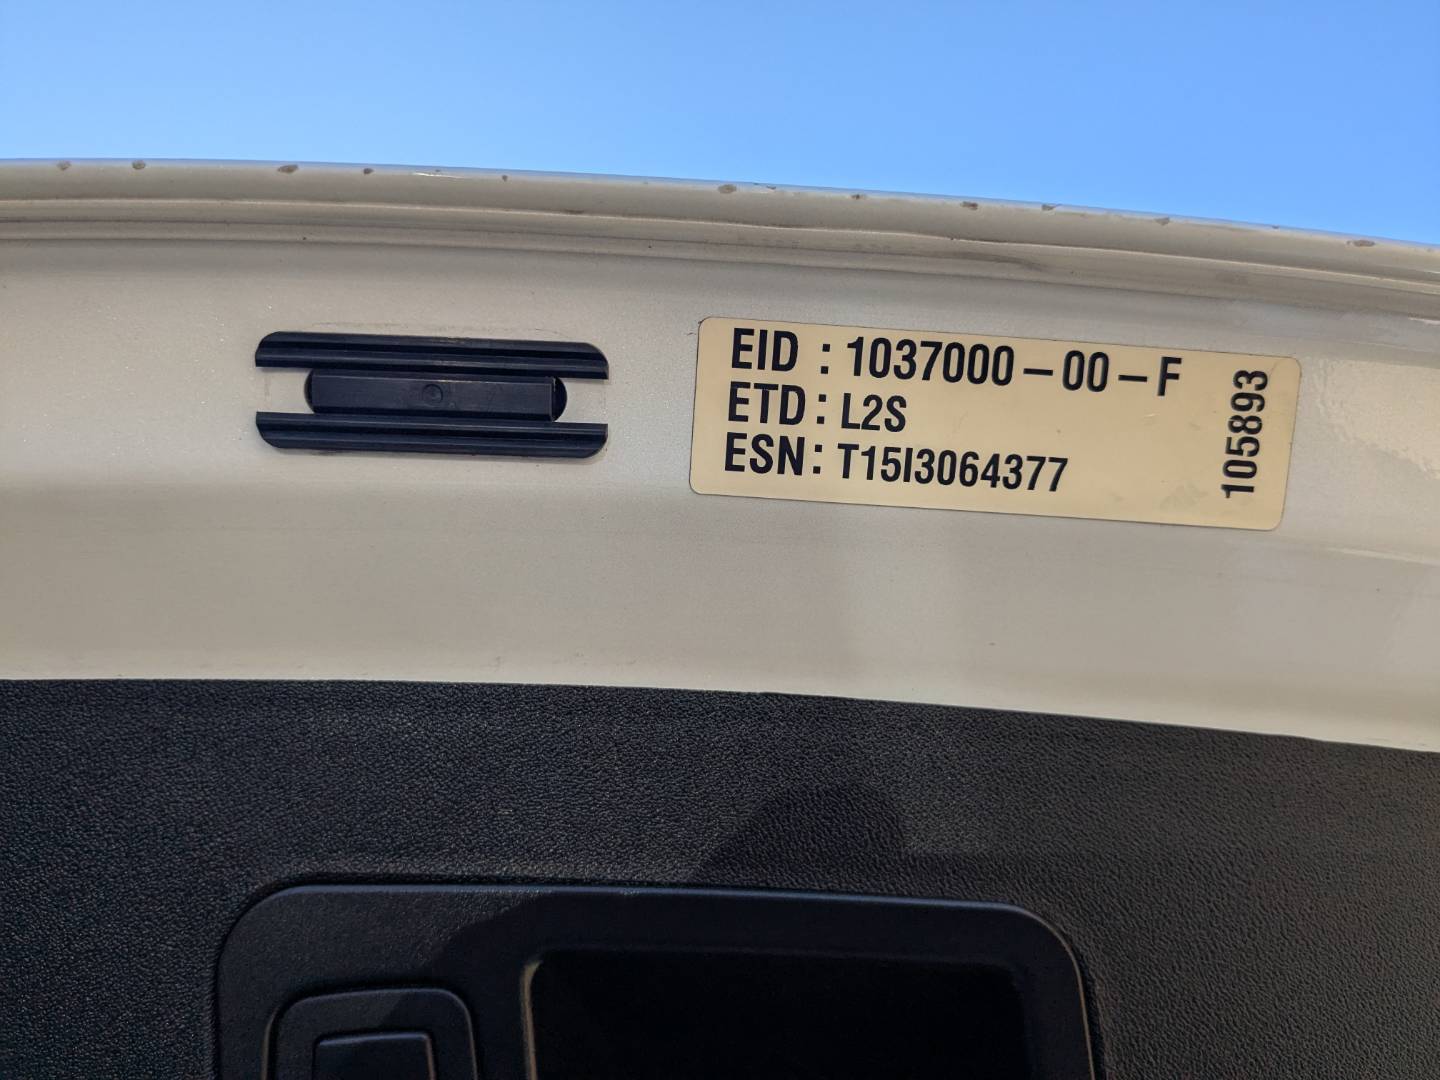 EID : 1037000-00-F
ETD : L2S
ESN : T15I3064377
105893